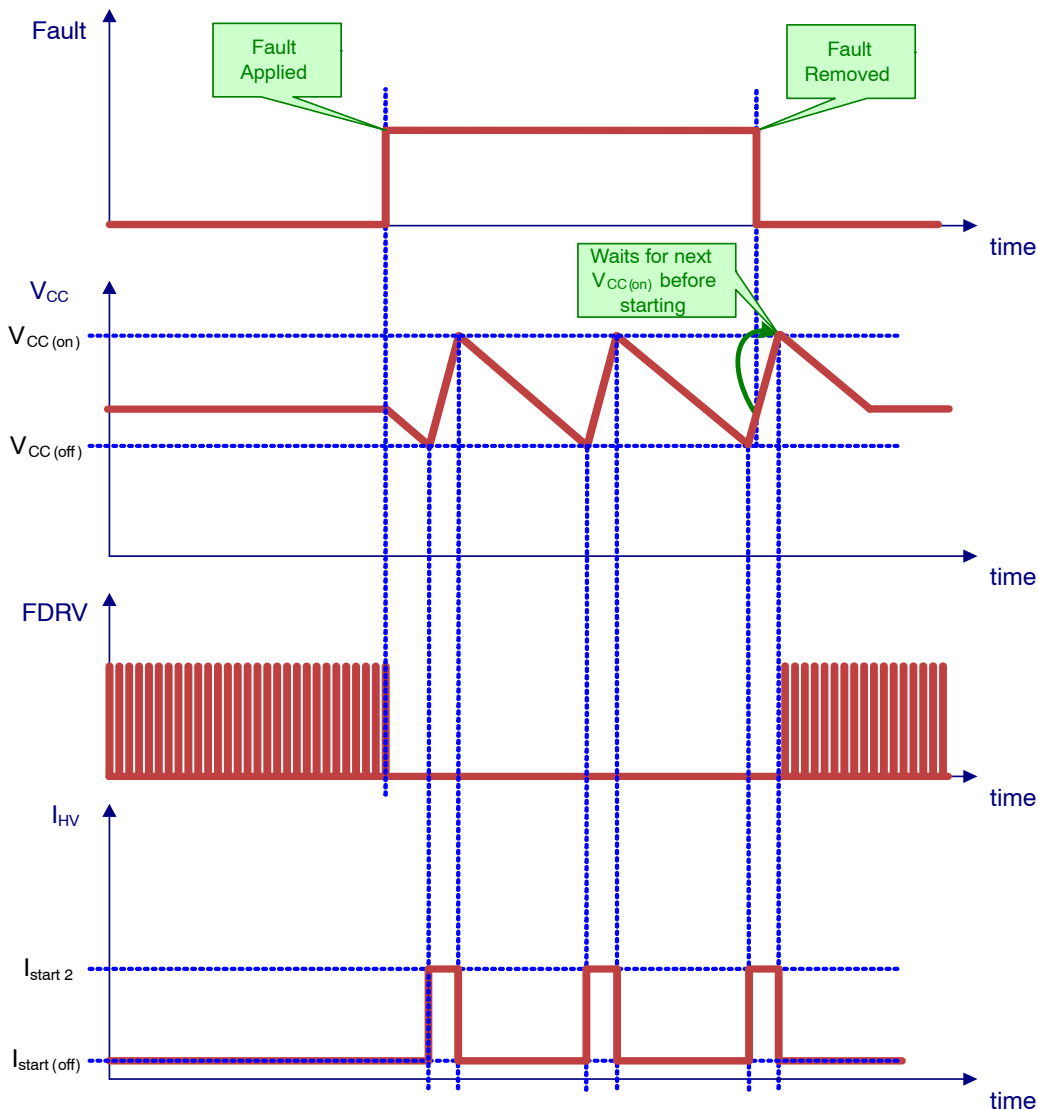 Fault
Fault
Applied
Fault
Removed
time
Waits for next
VCC(on) before
starting
VCC
VCC(on)
VCC(off)
time
FDRV
time
IHV
Istart 2
Istart(off)
time